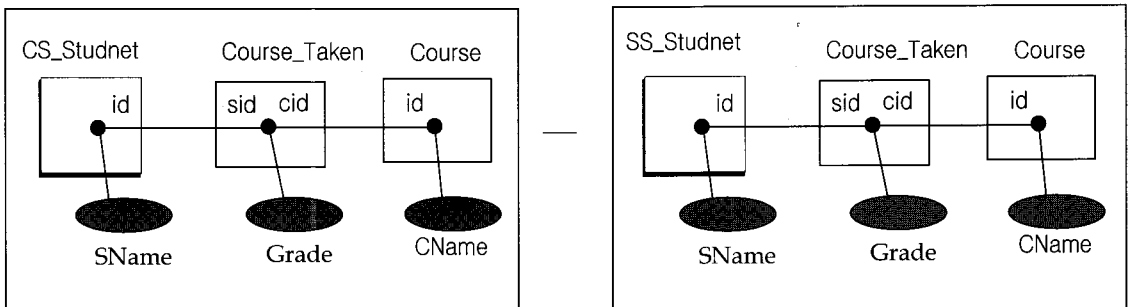 CS_Studnet Course_Taken Course
id sid cid id
SName Grade CName
—
SS_Studnet Course_Taken Course
id sid cid id
SName Grade CName